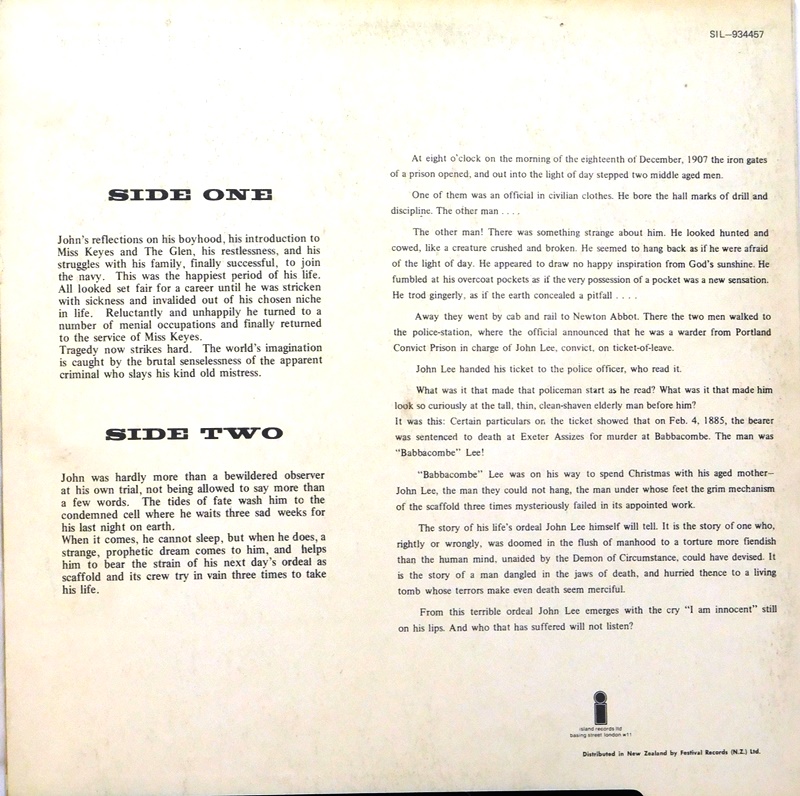 SIL-934457
SIDE ONE
John's reflections on his boyhood, his introduction to
Miss Keyes and The Glen, his restlessness, and his
struggles with his family, finally successful, to join
the navy. This was the happiest period of his life.
All looked set fair for a career until he was stricken
with sickness and invalided out of his chosen niche
in life. Reluctantly and unhappily he turned to a
number of menial occupations and finally returned
to the service of Miss Keyes.
Tragedy now strikes hard. The world's imagination
is caught by the brutal senselessness of the apparent
criminal who slays his kind old mistress.
SIDE TWO
John was hardly more than a bewildered observer
at his own trial, not being allowed to say more than
a few words. The tides of fate wash him to the
condemned cell where he waits three sad weeks for
his last night on earth.
When it comes, he cannot sleep, but when he does, a
strange, prophetic dream comes to him, and helps
him to bear the strain of his next day's ordeal as
scaffold and its crew try in vain three times to take
his life.
At eight o'clock on the morning of the eighteenth of December, 1907 the iron gates
of a prison opened, and out into the light of day stepped two middle aged men.
One of them was an official in civilian clothes. He bore the hall marks of drill and
discipline. The other man . . . .
The other man! There was something strange about him. He looked hunted and
cowed, like a creature crushed and broken. He seemed to hang back as if he were afraid
of the light of day. He appeared to draw no happy inspiration from God's sunshine. He
fumbled at his overcoat pockets as if the very possession of a pocket was a new sensation.
He trod gingerly, as if the earth concealed a pitfall . . . .
Away they went by cab and rail to Newton Abbot. There the two men walked to
the police-station, where the official announced that he was a warder from Portland
Convict Prison in charge of John Lee, convict, on ticket-of-leave.
John Lee handed his ticket to the police officer, who read it.
What was it that made that policeman start as he read? What was it that made him
look so curiously at the tall, thin, clean-shaven elderly man before him?
It was this: Certain particulars on the ticket showed that on Feb. 4, 1885, the bearer
was sentenced to death at Exeter Assizes for murder at Babbacombe. The man was
"Babbacombe" Lee!
"Babbacombe" Lee was on his way to spend Christmas with his aged mother—
John Lee, the man they could not hang, the man under whose feet the grim mechanism
of the scaffold three times mysteriously failed in its appointed work.
The story of his life's ordeal John Lee himself will tell. It is the story of one who,
rightly or wrongly, was doomed in the flush of manhood to a torture more fiendish
than the human mind, unaided by the Demon of Circumstance, could have devised. It
is the story of a man dangled in the jaws of death, and hurried thence to a living
tomb whose terrors make even death seem merciful.
From this terrible ordeal John Lee emerges with the cry "I am innocent" still
on his lips. And who that has suffered will not listen?
island records ltd
basing street london w11
Distributed in New Zealand by Festival Records (N.Z.) Ltd.